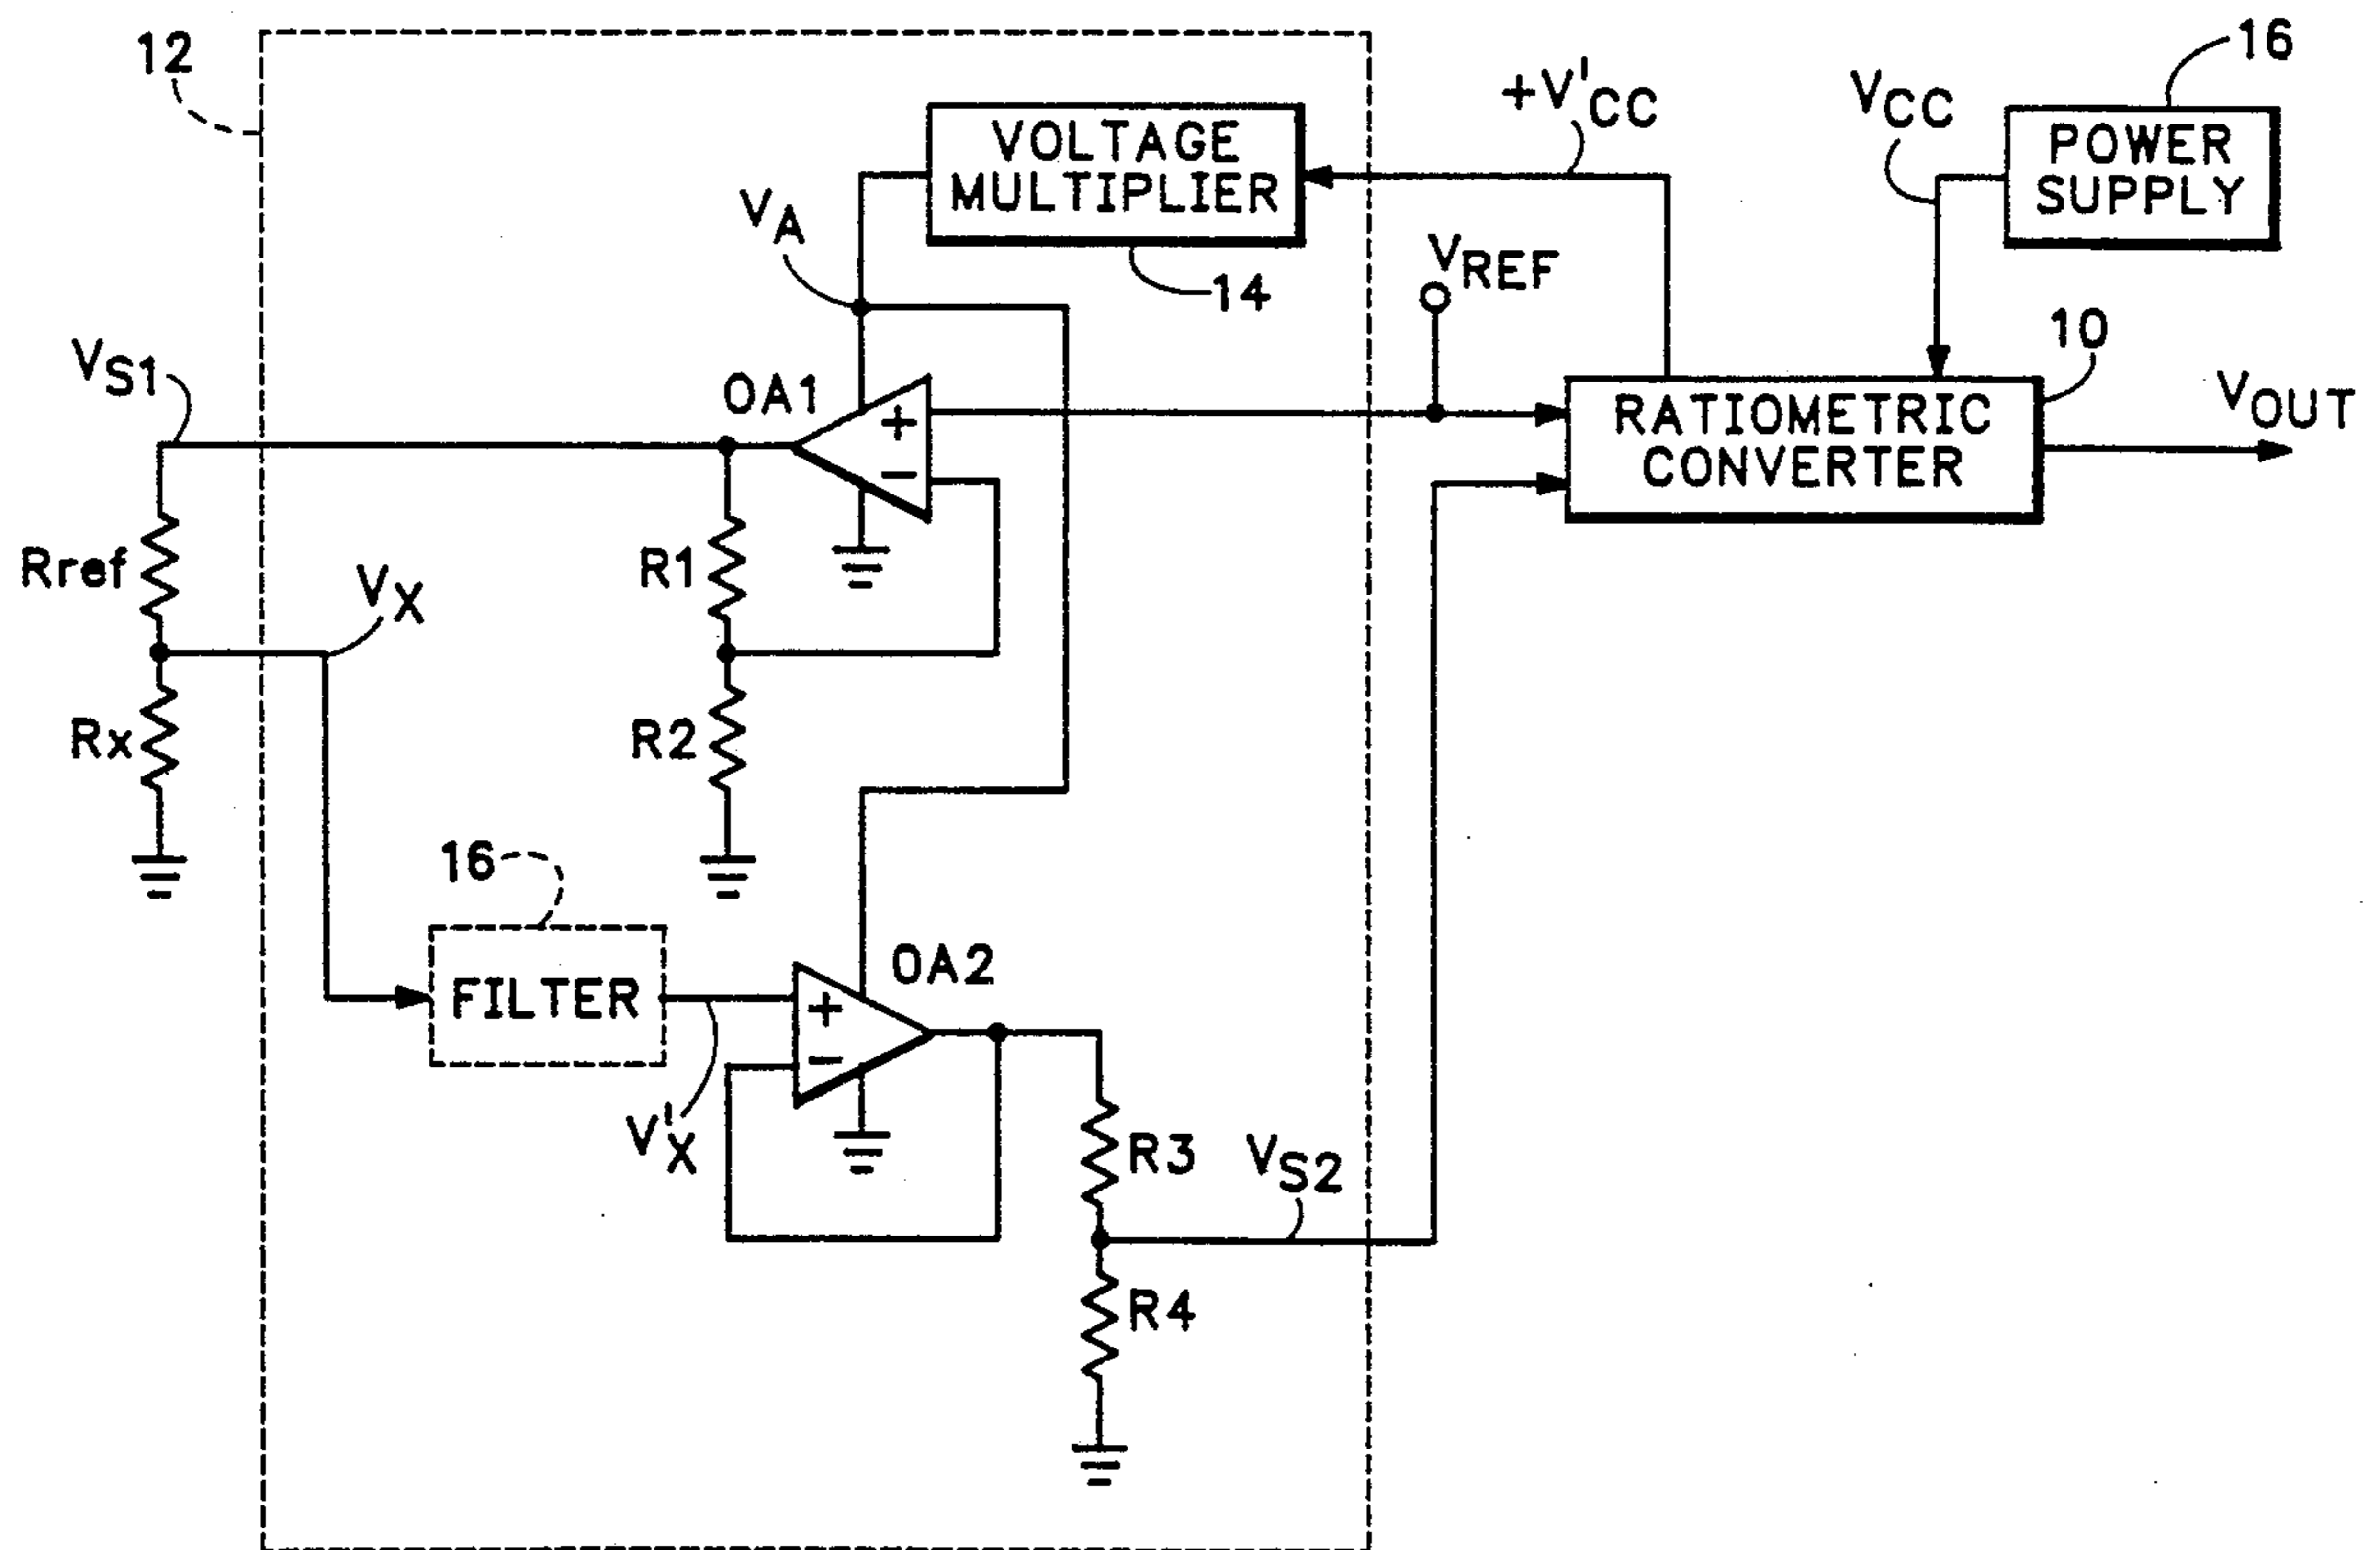 12
16
+V'CC
VCC
POWER
SUPPLY
VOLTAGE
MULTIPLIER
VA
VREF
14
10
VS1
OA1
+
−
RATIOMETRIC
CONVERTER
VOUT
Rref
VX
R1
Rx
R2
16
FILTER
OA2
+
−
V'X
R3
VS2
R4